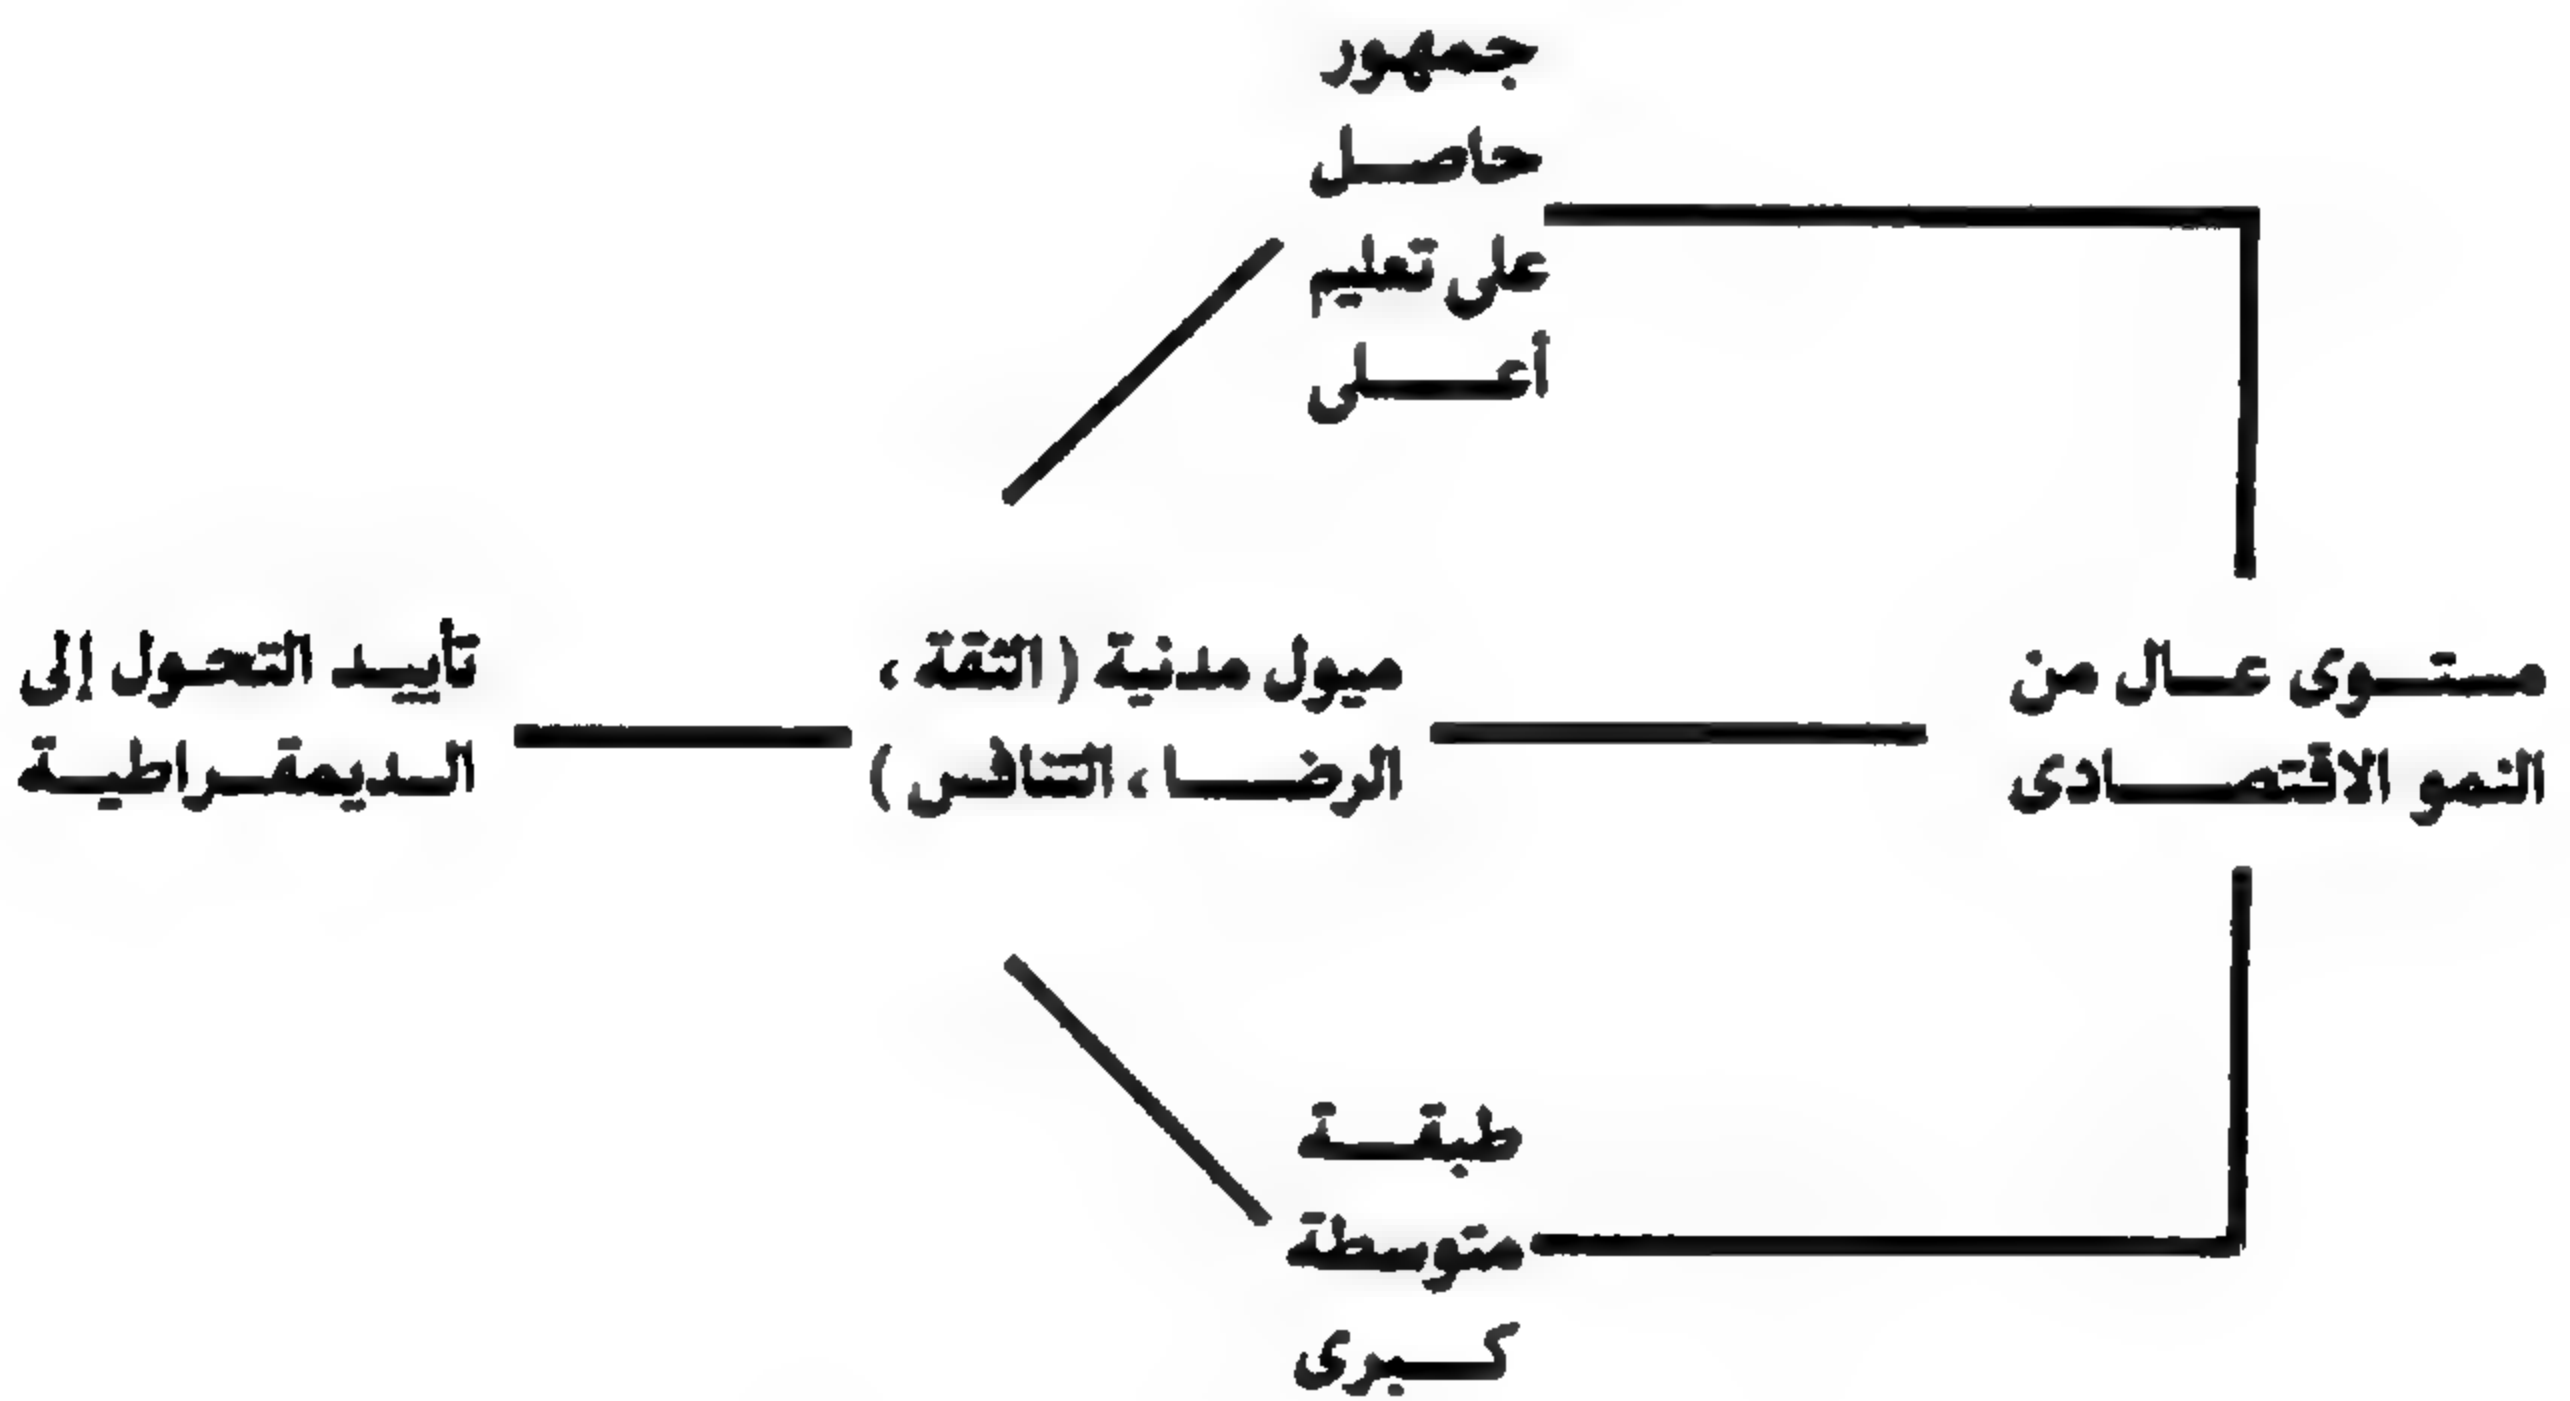 جمهور
حاصل
على تعليم
أعلى
مستوى عال من
النمو الاقتصادى
ميول مدنية ( الثقة ،
الرضا ، التنافس )
تأييد التحول إلى
الديمقراطية
طبقة
متوسطة
كبرى